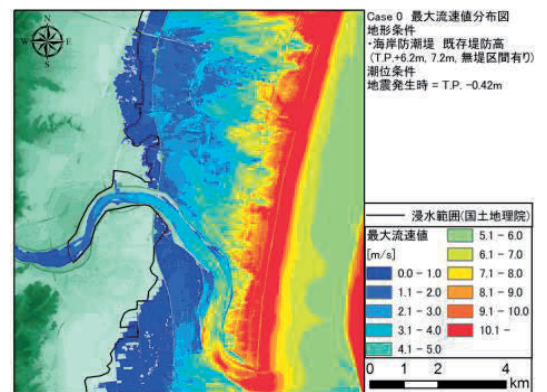 N
W E
S
Case 0 最大流速値分布図
地形条件
・海岸防潮堤 既存堤防高
(T.P.+6.2m, 7.2m, 無堤区間有り)
潮位条件
地震発生時 = T.P. -0.42m
浸水範囲(国土地理院)
最大流速値
[m/s]
0.0 - 1.0
1.1 - 2.0
2.1 - 3.0
3.1 - 4.0
4.1 - 5.0
5.1 - 6.0
6.1 - 7.0
7.1 - 8.0
8.1 - 9.0
9.1 - 10.0
10.1 -
0 1 2 4
km